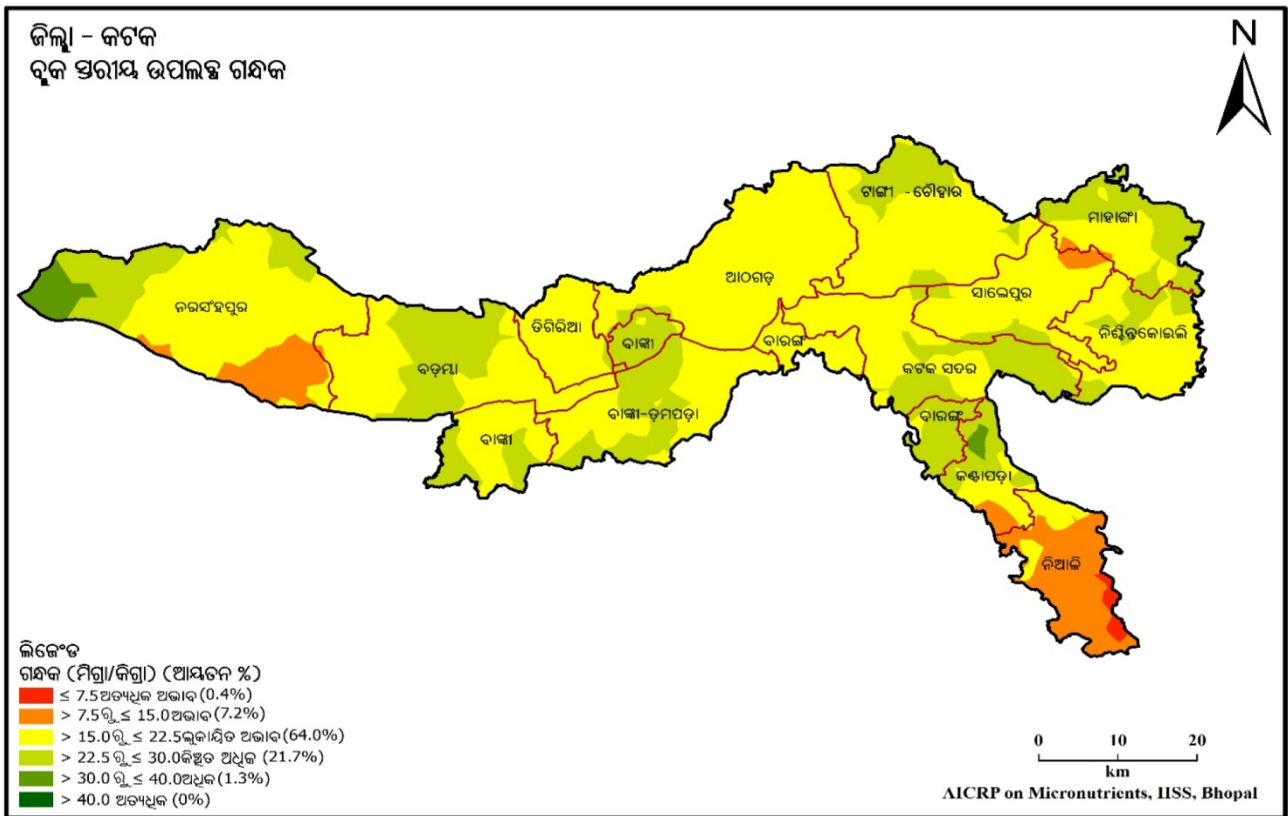 ଜିଲ୍ଲା - କଟକ
ବ୍ଲକ ସ୍ତରୀୟ ଉପଲବ୍ଧ ଗନ୍ଧକ
N
ଟାଙ୍ଗୀ -ଚୌଦ୍ୱାର
ମାହାଙ୍ଗା
ଆଠଗଡ଼
ସାଲେପୁର
ନରସିଂହପୁର
ତିଗିରିଆ
ବାଙ୍କୀ
ବାରଙ୍ଗ
ନିଶ୍ଚିନ୍ତକୋଇଲି
ବଡ଼ମ୍ବା
କଟକ ସଦର
ବାଙ୍କୀ-ଡ଼ମପଡ଼ା
ବାରଙ୍ଗ
ବାଙ୍କୀ
କଣ୍ଟାପଡ଼ା
ନିଆଳି
ଲିଜେଂଡ
ଗନ୍ଧକ (ମିଗ୍ରା/କିଗ୍ରା) (ଆୟତନ %)
≤ 7.5 ଅତ୍ୟଧିକ ଅଭାବ (0.4%)
> 7.5 ରୁ ≤ 15.0 ଅଭାବ (7.2%)
> 15.0 ରୁ ≤ 22.5 ଲୁକାୟିତ ଅଭାବ (64.0%)
> 22.5 ରୁ ≤ 30.0 କିଞ୍ଚିତ ଅଧିକ (21.7%)
> 30.0 ରୁ ≤ 40.0 ଅଧିକ (1.3%)
> 40.0 ଅତ୍ୟଧିକ (0%)
0 10 20
km
AICRP on Micronutrients, IISS, Bhopal